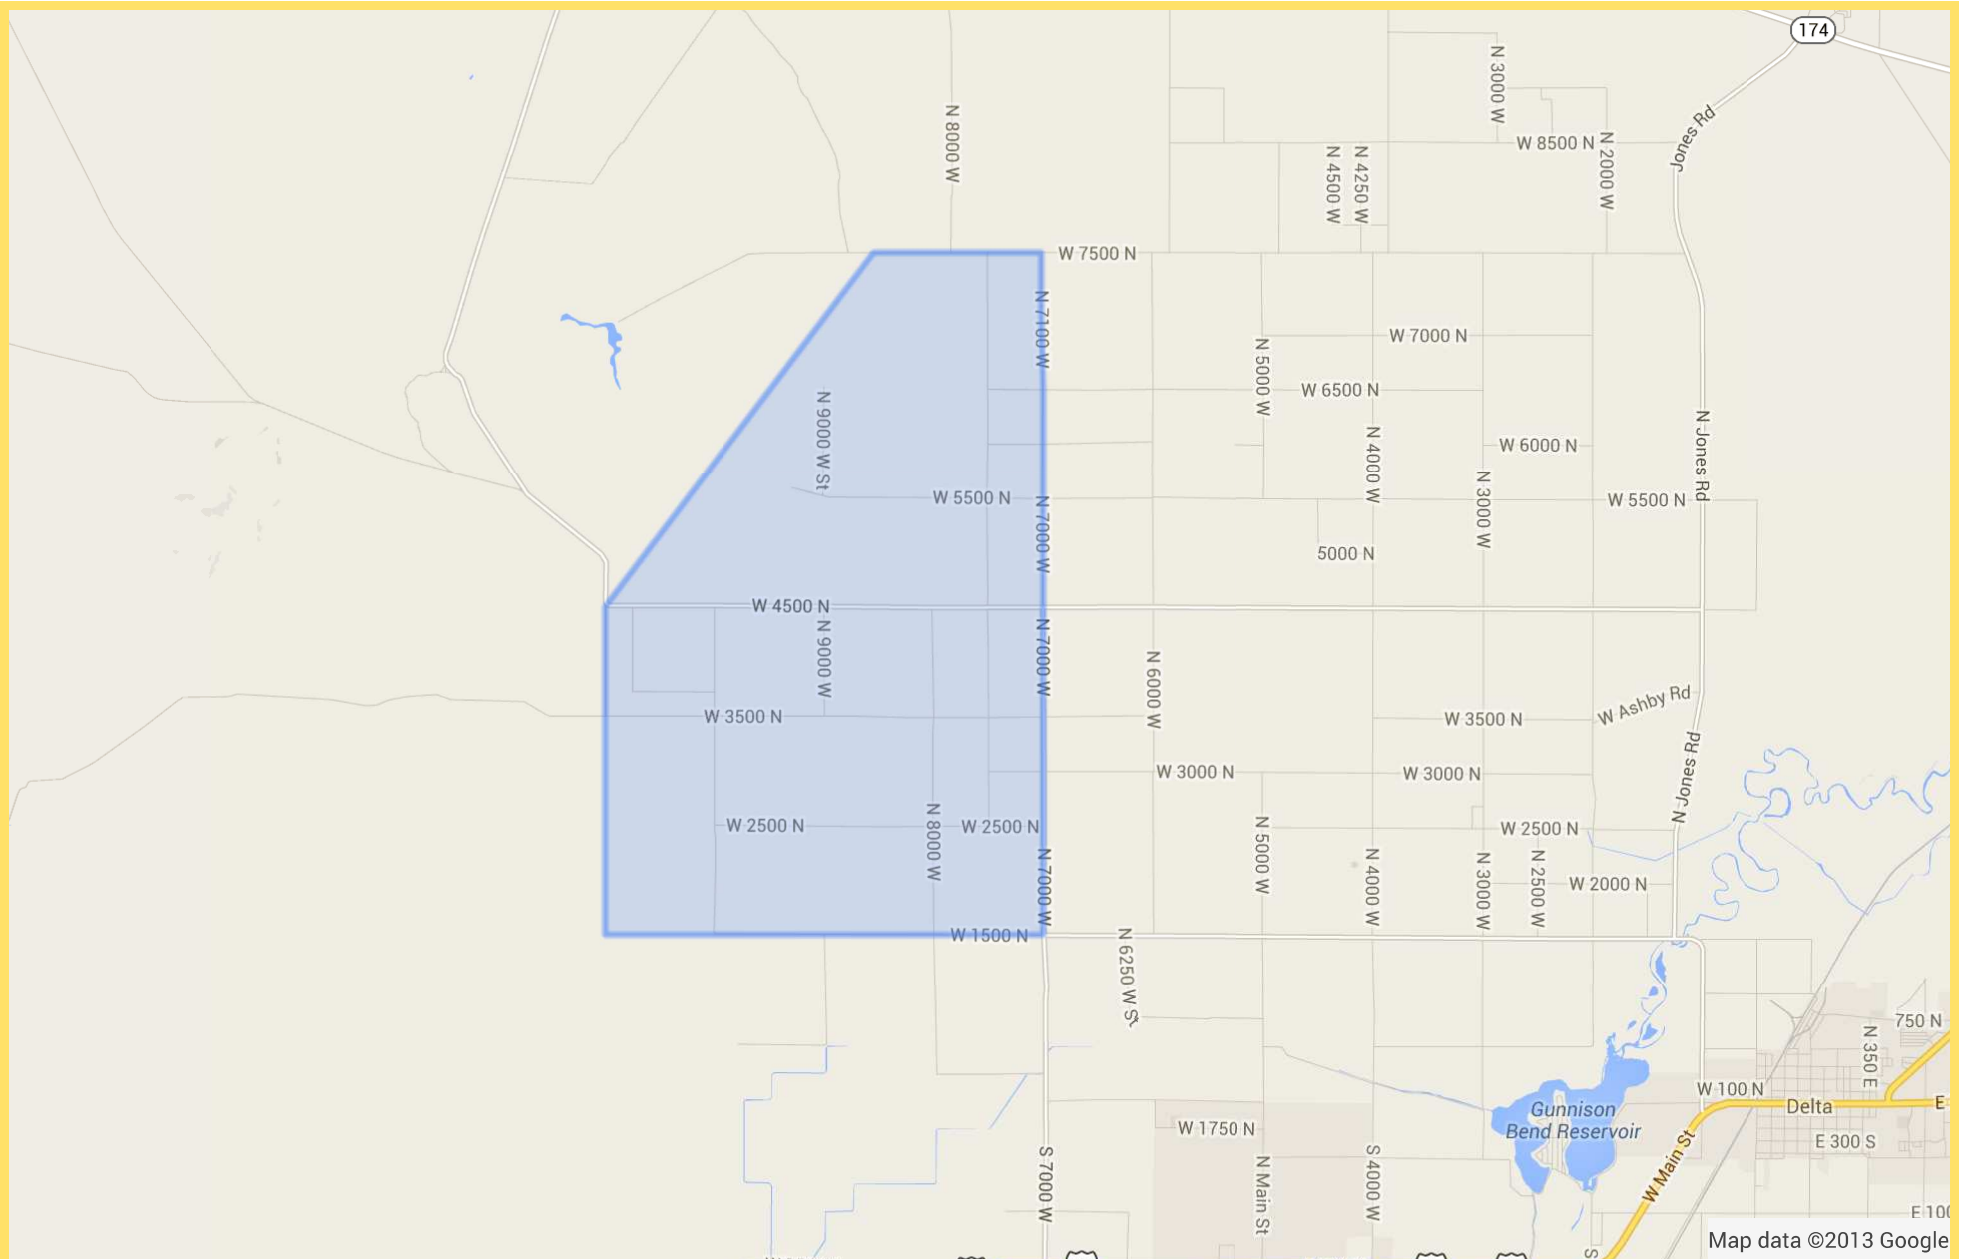 174
N 3000 W
N 8000 W
Jones Rd
W 8500 N
N 2000 W
N 4500 W
N 4250 W
W 7500 N
N 7100 W
W 7000 N
N 5000 W
W 6500 N
N 9000 W St
N Jones Rd
N 4000 W
W 6000 N
N 3000 W
W 5500 N
N 7000 W
W 5500 N
5000 N
W 4500 N
N 9000 W
N 7000 W
N 6000 W
W Ashby Rd
W 3500 N
W 3500 N
N Jones Rd
W 3000 N
W 3000 N
N 8000 W
W 2500 N
W 2500 N
N 5000 W
W 2500 N
N 7000 W
N 4000 W
N 3000 W
N 2500 W
W 2000 N
W 1500 N
N 6250 W St
750 N
N 350 E
W 100 N
Delta
E
Gunnison
Bend Reservoir
W 1750 N
E 300 S
W Main St
S 7000 W
N Main St
S 4000 W
E 100
S
Map data ©2013 Google